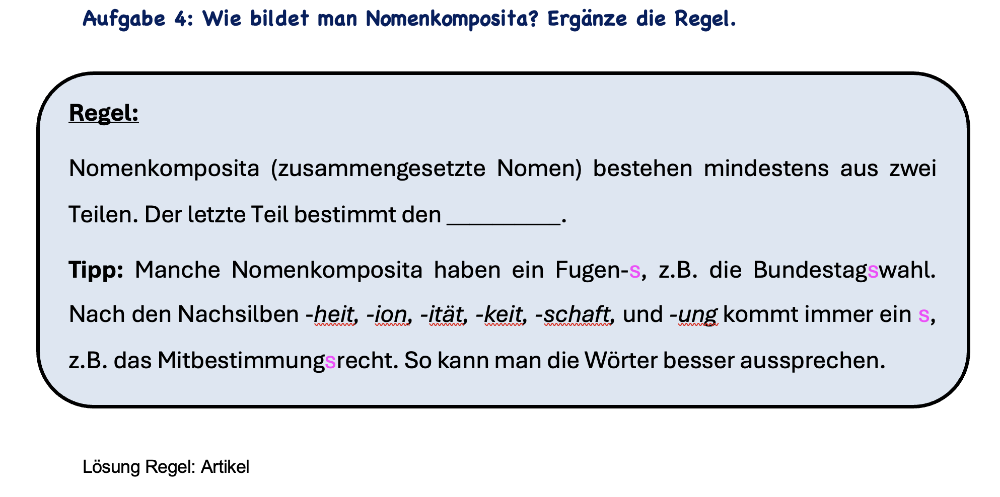 Aufgabe 4: Wie bildet man Nomenkomposita? Ergänze die Regel.
Regel:
Nomenkomposita (zusammengesetzte Nomen) bestehen mindestens aus zwei
Teilen. Der letzte Teil bestimmt den __________.
Tipp: Manche Nomenkomposita haben ein Fugen-s, z.B. die Bundestagswahl.
Nach den Nachsilben -heit, -ion, -ität, -keit, -schaft, und -ung kommt immer ein s,
z.B. das Mitbestimmungsrecht. So kann man die Wörter besser aussprechen.
Lösung Regel: Artikel